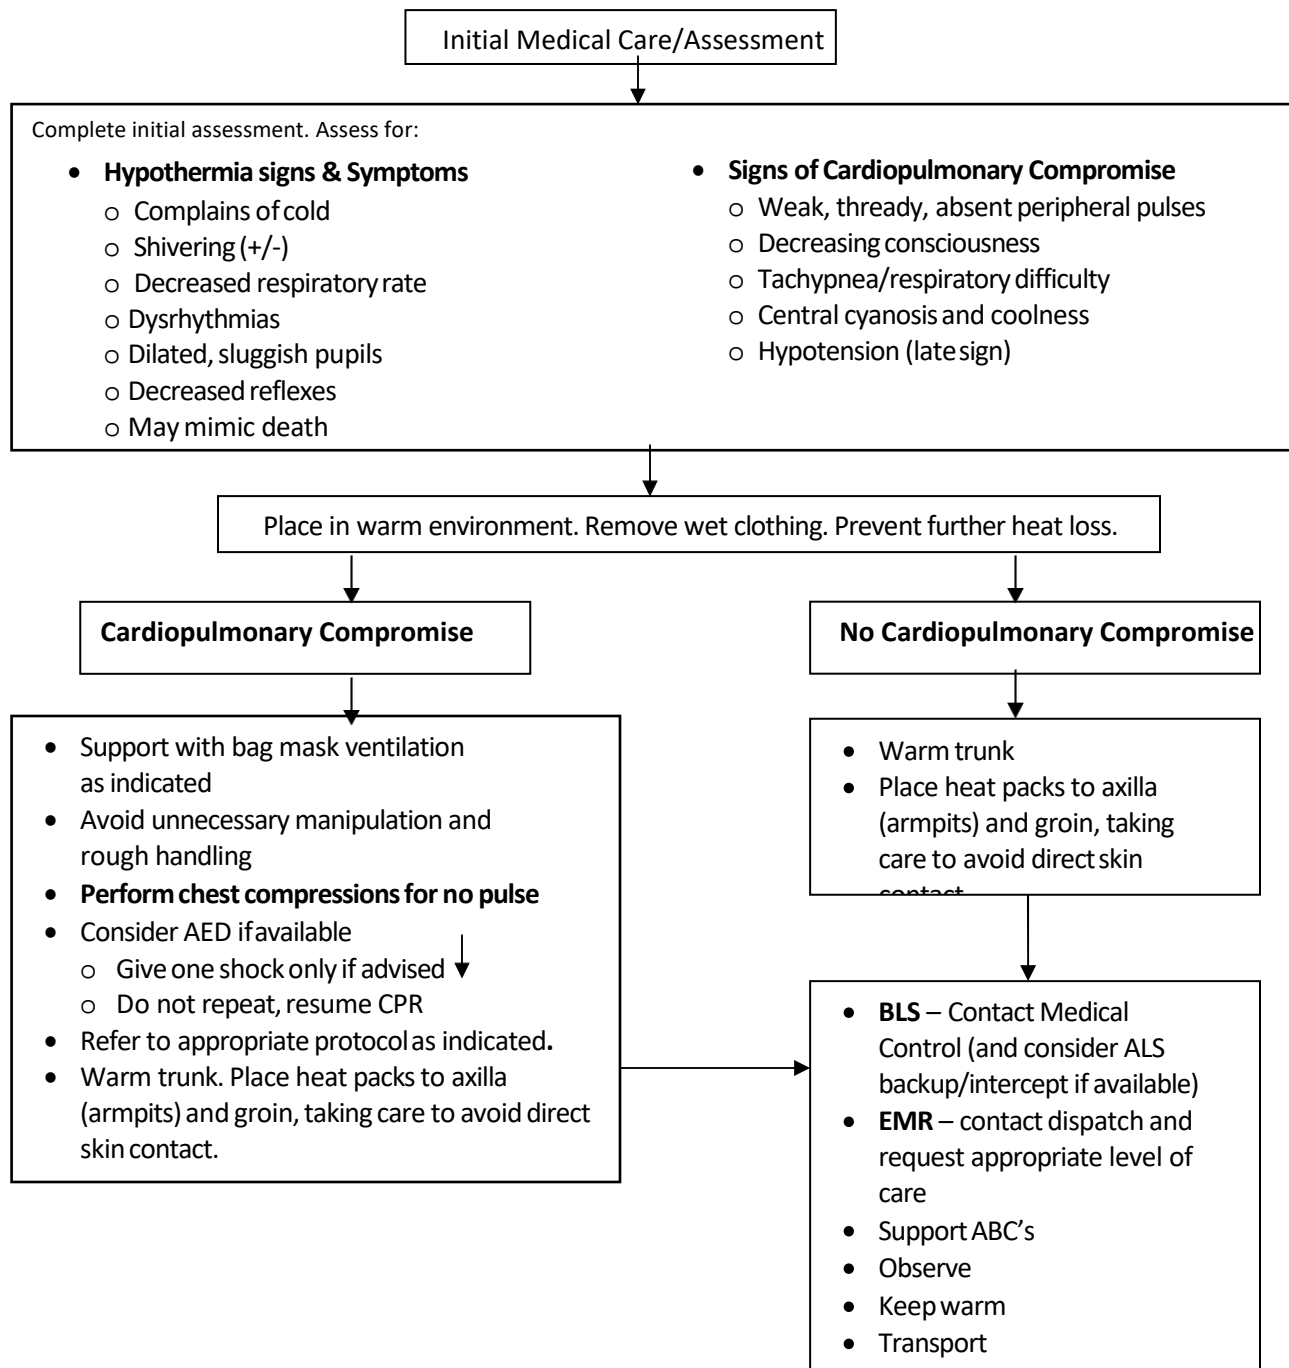 Initial Medical Care/Assessment
Complete initial assessment. Assess for:
• Hypothermia signs & Symptoms
o Complains of cold
o Shivering (+/-)
o Decreased respiratory rate
o Dysrhythmias
o Dilated, sluggish pupils
o Decreased reflexes
o May mimic death
• Signs of Cardiopulmonary Compromise
o Weak, thready, absent peripheral pulses
o Decreasing consciousness
o Tachypnea/respiratory difficulty
o Central cyanosis and coolness
o Hypotension (late sign)
Place in warm environment. Remove wet clothing. Prevent further heat loss.
Cardiopulmonary Compromise
• Support with bag mask ventilation
as indicated
• Avoid unnecessary manipulation and
rough handling
• Perform chest compressions for no pulse
• Consider AED if available
o Give one shock only if advised
o Do not repeat, resume CPR
• Refer to appropriate protocol as indicated.
• Warm trunk. Place heat packs to axilla
(armpits) and groin, taking care to avoid direct
skin contact.
No Cardiopulmonary Compromise
• Warm trunk
• Place heat packs to axilla
(armpits) and groin, taking
care to avoid direct skin
contact
• BLS – Contact Medical
Control (and consider ALS
backup/intercept if available)
• EMR – contact dispatch and
request appropriate level of
care
• Support ABC’s
• Observe
• Keep warm
• Transport